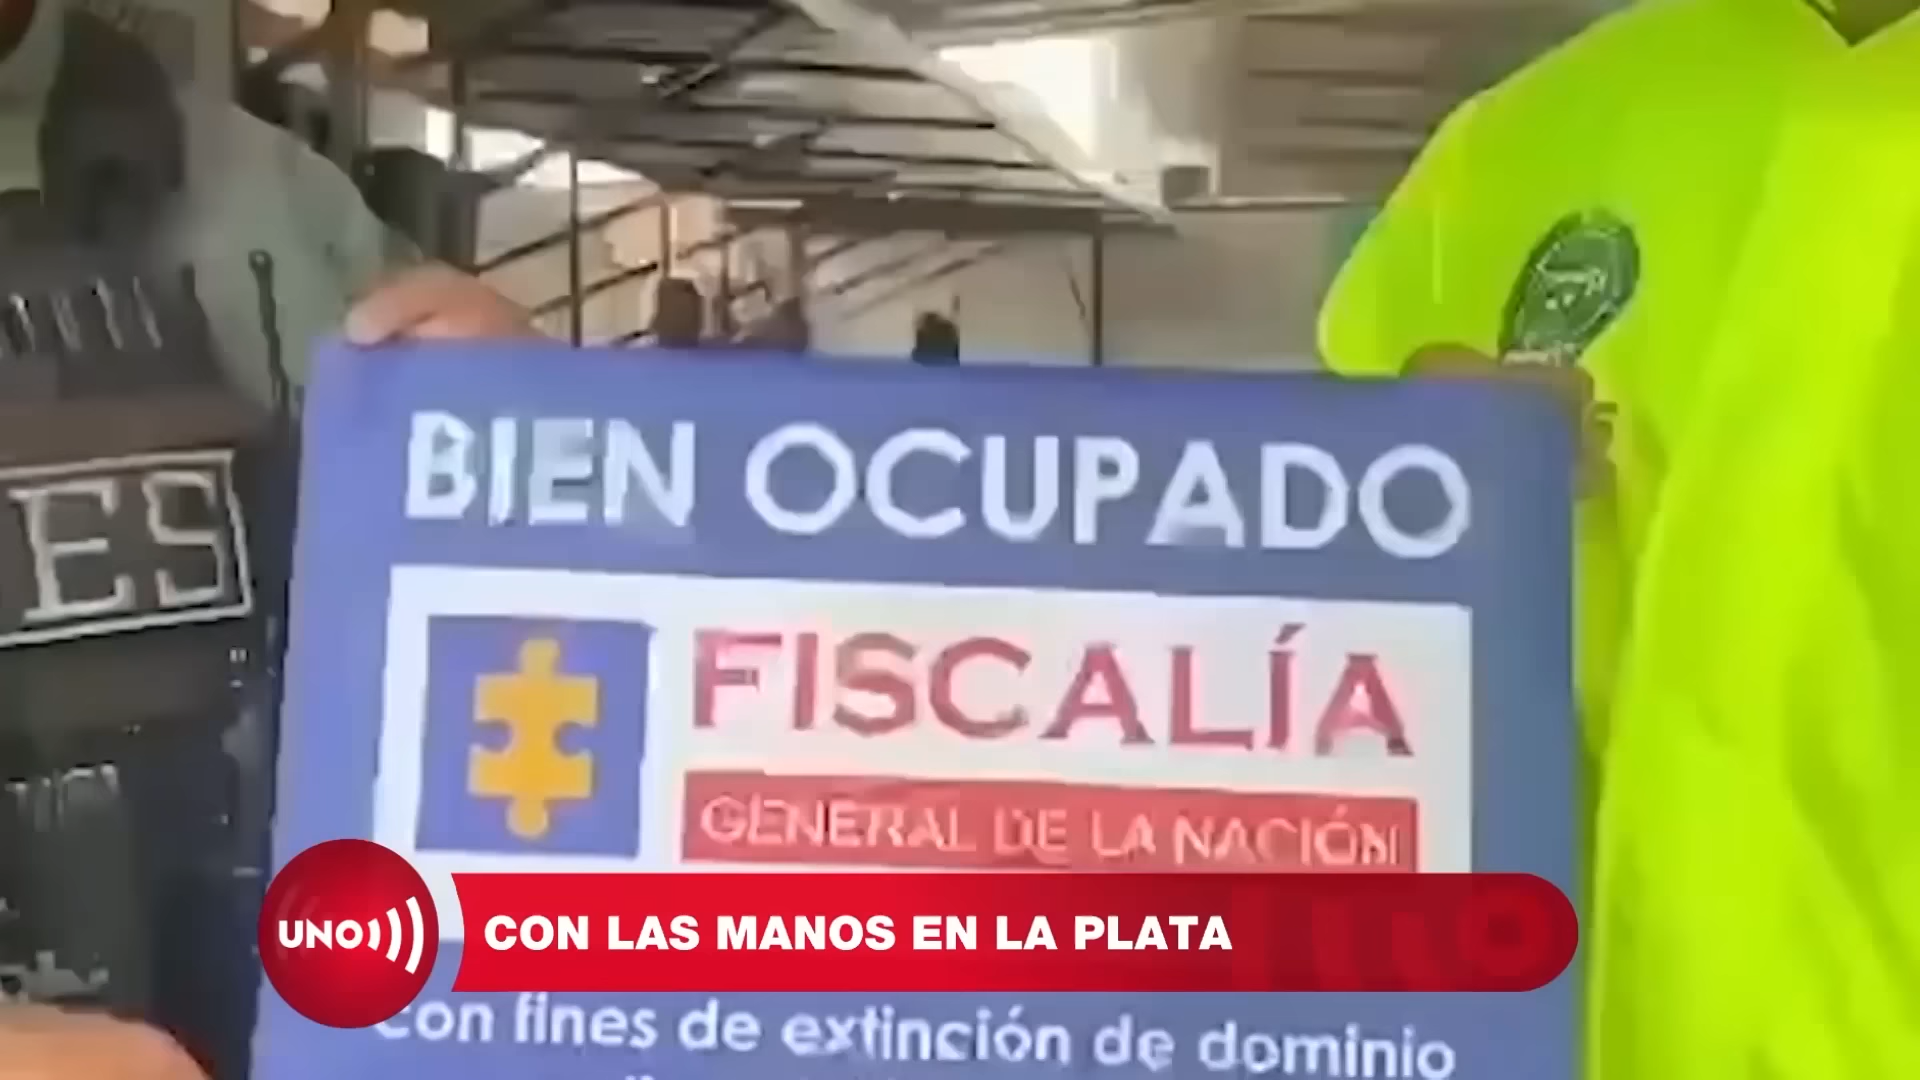 BIEN OCUPADO
FISCALÍA
GENERAL DE LA NACIÓN
ES
UNO
CON LAS MANOS EN LA PLATA
con fines de extinción de dominio